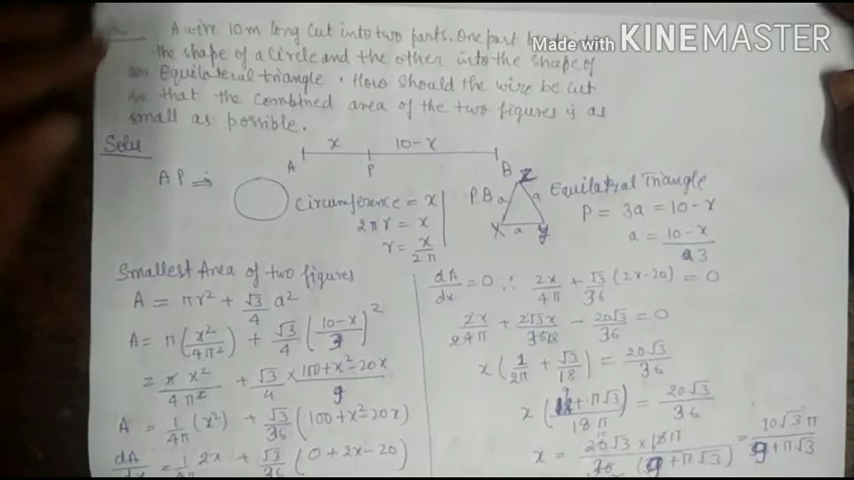 A wire 10m long cut into two parts. One part
Made with KINEMASTER
the shape of a circle and the other into the shape of
Equilateral triangle. How should the wire be cut
so that the combined area of the two figures is as
small as possible.
Solu
x 10-x
A P B
AP ⇒
Circumference = x
2πr = x
r = x/2π
PB
Z
a a
X a Y
Equilateral Triangle
P = 3a = 10-x
a = (10-x)/3
Smallest Area of two figures
A = πr² + √3/4 a²
A = π(x²/4π²) + √3/4 ((10-x)/3)²
= π x²/4π² + √3/4 × (100+x²-20x)/9
A = 1/4π (x²) + √3/36 (100+x²-20x)
dA/dx = 1/4π 2x + √3/36 (0+2x-20)
dA/dx = 0 ∴ 2x/4π + √3/36 (2x-20) = 0
2x/4π + 2√3x/36 - 20√3/36 = 0
x(1/2π + √3/18) = 20√3/36
x((9+π√3)/18π) = 20√3/36
x = (20√3 × 18π)/(36 (9+π√3)) = 10√3π/(9+π√3)